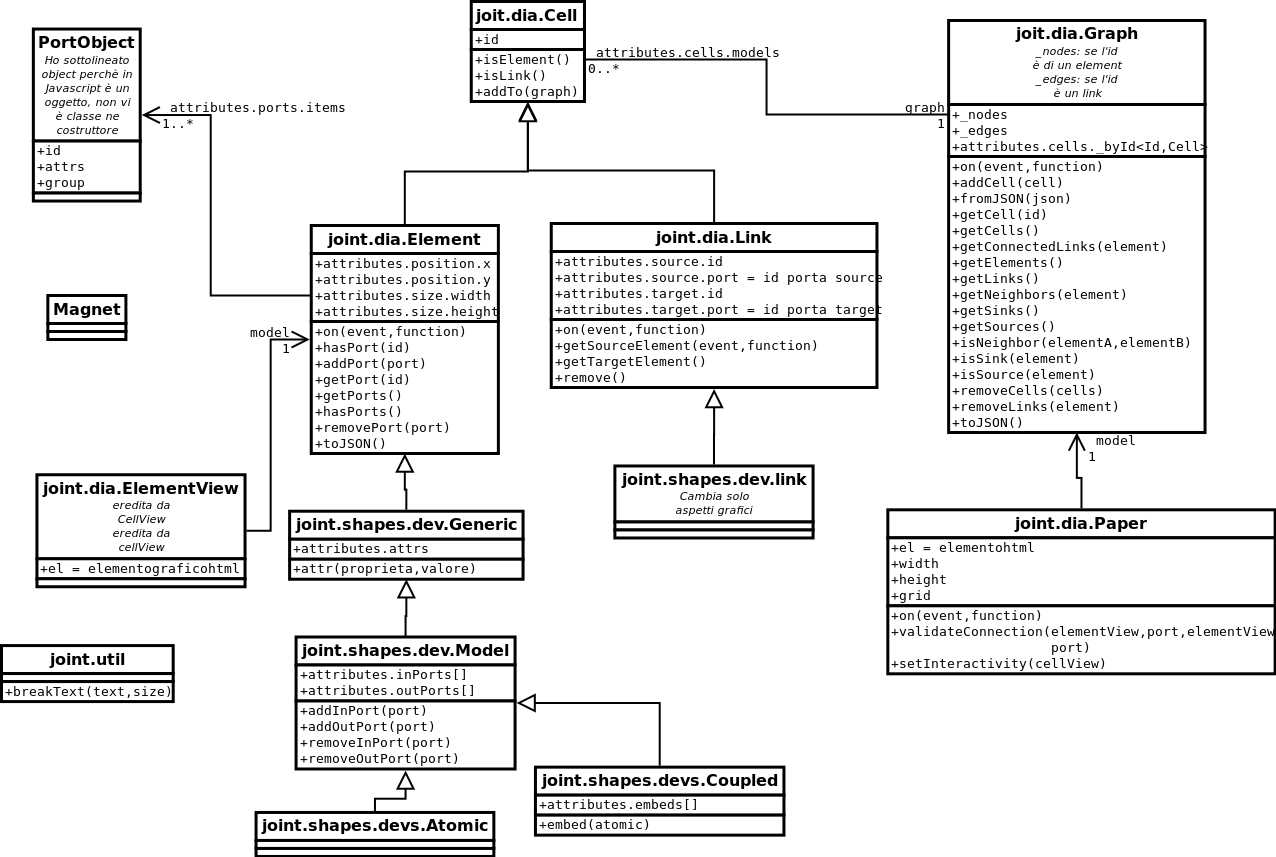 PortObject
Ho sottolineato
object perchè in
Javascript è un
oggetto, non vi
è classe ne
costruttore
+id
+attrs
+group
attributes.ports.items
1..*
joit.dia.Cell
+id
+isElement()
+isLink()
+addTo(graph)
attributes.cells.models
0..*
graph
1
joit.dia.Graph
_nodes: se l'id
è di un element
_edges: se l'id
è un link
+_nodes
+_edges
+attributes.cells._byId<Id,Cell>
+on(event,function)
+addCell(cell)
+fromJSON(json)
+getCell(id)
+getCells()
+getConnectedLinks(element)
+getElements()
+getLinks()
+getNeighbors(element)
+getSinks()
+getSources()
+isNeighbor(elementA,elementB)
+isSink(element)
+isSource(element)
+removeCells(cells)
+removeLinks(element)
+toJSON()
joint.dia.Element
+attributes.position.x
+attributes.position.y
+attributes.size.width
+attributes.size.height
+on(event,function)
+hasPort(id)
+addPort(port)
+getPort(id)
+getPorts()
+hasPorts()
+removePort(port)
+toJSON()
joint.dia.Link
+attributes.source.id
+attributes.source.port = id porta source
+attributes.target.id
+attributes.target.port = id porta target
+on(event,function)
+getSourceElement(event,function)
+getTargetElement()
+remove()
Magnet
model
1
joint.dia.ElementView
eredita da
CellView
eredita da
cellView
+el = elementograficohtml
joint.shapes.dev.Generic
+attributes.attrs
+attr(proprieta,valore)
joint.shapes.dev.link
Cambia solo
aspetti grafici
model
1
joint.dia.Paper
+el = elementohtml
+width
+height
+grid
+on(event,function)
+validateConnection(elementView,port,elementView
port)
+setInteractivity(cellView)
joint.util
+breakText(text,size)
joint.shapes.dev.Model
+attributes.inPorts[]
+attributes.outPorts[]
+addInPort(port)
+addOutPort(port)
+removeInPort(port)
+removeOutPort(port)
joint.shapes.devs.Coupled
+attributes.embeds[]
+embed(atomic)
joint.shapes.devs.Atomic